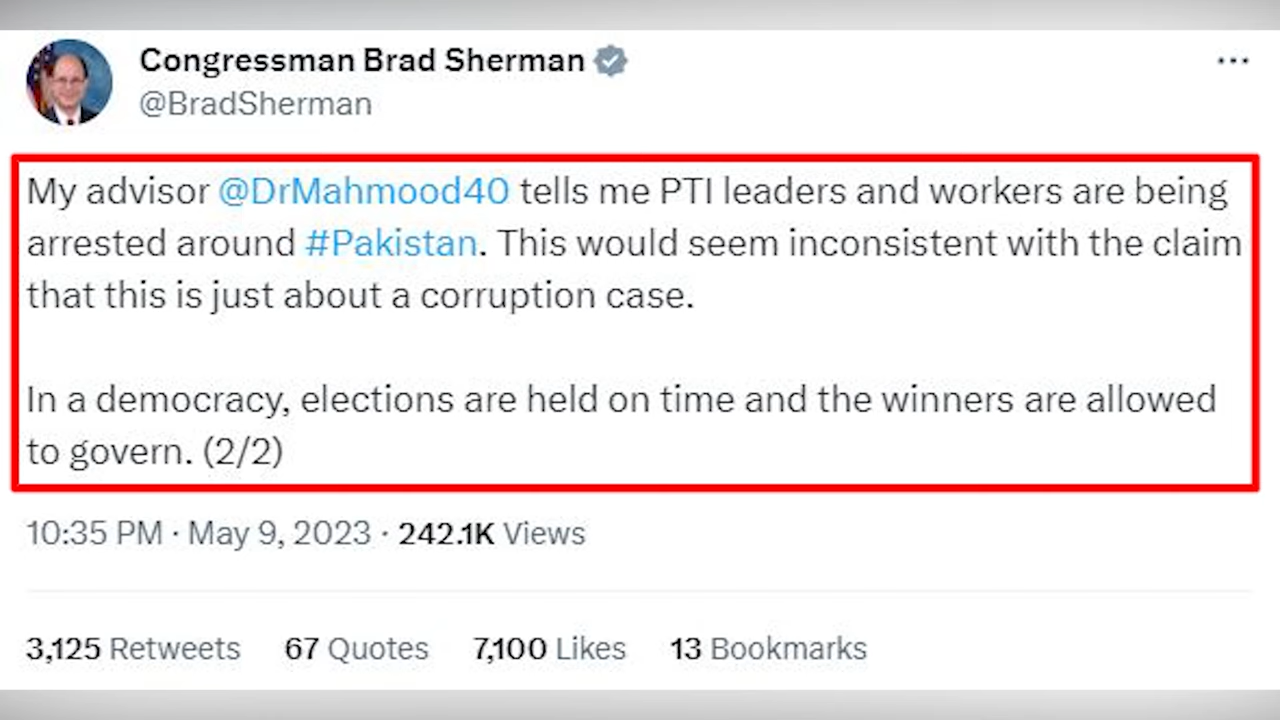 Congressman Brad Sherman
@BradSherman
My advisor @DrMahmood40 tells me PTI leaders and workers are being
arrested around #Pakistan. This would seem inconsistent with the claim
that this is just about a corruption case.
In a democracy, elections are held on time and the winners are allowed
to govern. (2/2)
10:35 PM · May 9, 2023 · 242.1K Views
3,125 Retweets 67 Quotes 7,100 Likes 13 Bookmarks